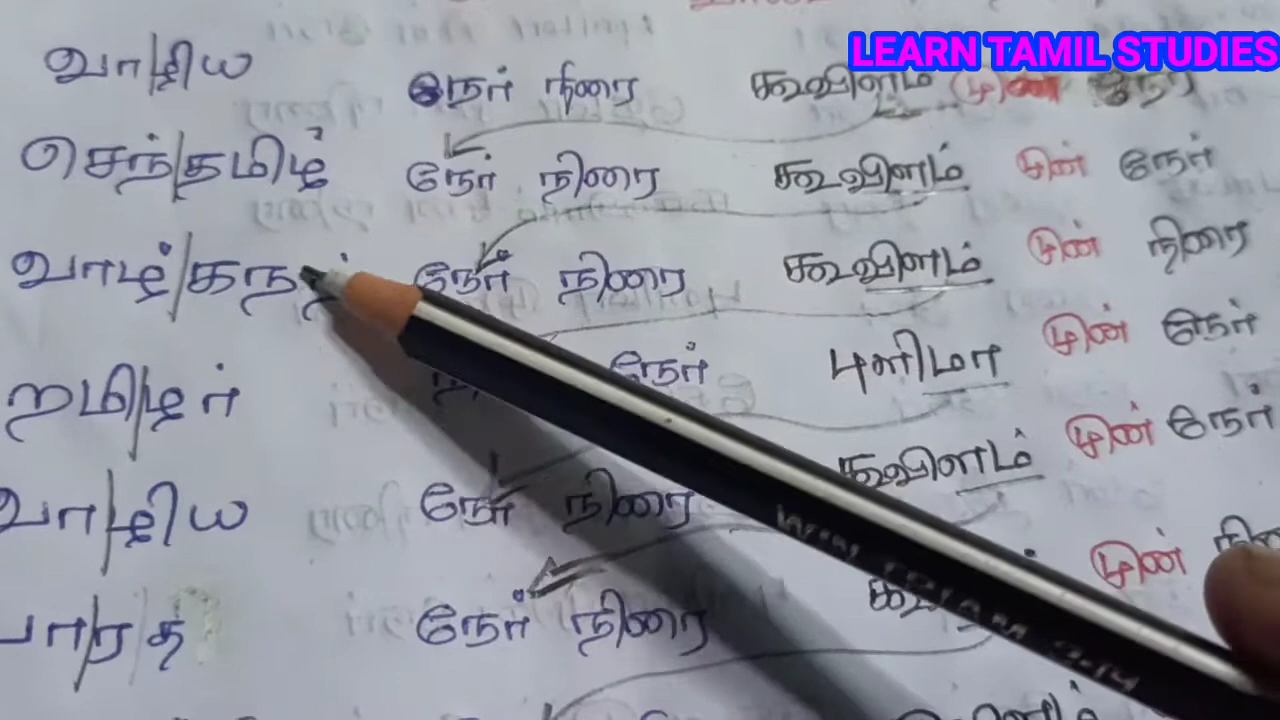 LEARN TAMIL STUDIES
வா/ழிய நேர் நிரை கூவிளம் முன் நேர்
செந்/தமிழ் நேர் நிரை கூவிளம் முன் நேர்
வாழ்/கநற் நேர் நிரை கூவிளம் முன் நிரை
றமி/ழர் நேர் புளிமா முன் நேர்
வா/ழிய நேர் நிரை கூவிளம் முன் நேர்
பா/ரத நேர் நிரை முன்